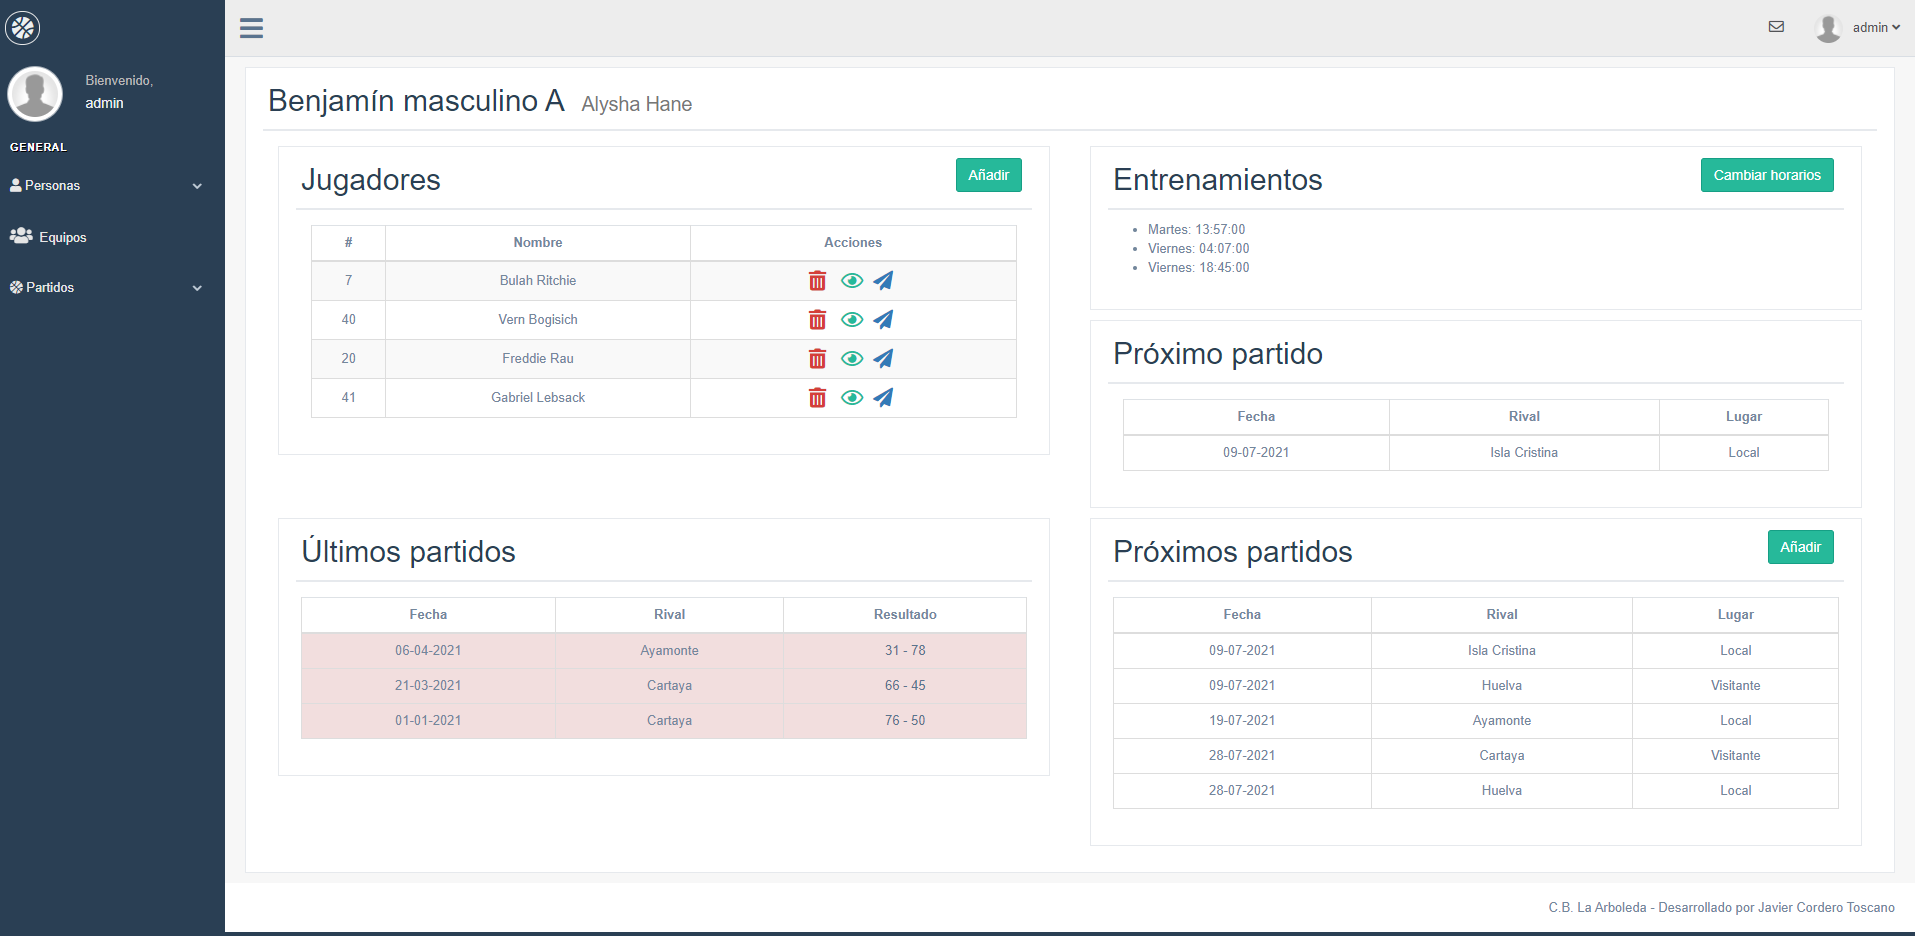 admin
Bienvenido,
admin
GENERAL
Personas
Equipos
Partidos
Benjamín masculino A Alysha Hane
Jugadores
Añadir
# Nombre Acciones
7 Bulah Ritchie
40 Vern Bogisich
20 Freddie Rau
41 Gabriel Lebsack
Entrenamientos
Cambiar horarios
Martes: 13:57:00
Viernes: 04:07:00
Viernes: 18:45:00
Próximo partido
Fecha Rival Lugar
09-07-2021 Isla Cristina Local
Últimos partidos
Fecha Rival Resultado
06-04-2021 Ayamonte 31 - 78
21-03-2021 Cartaya 66 - 45
01-01-2021 Cartaya 76 - 50
Próximos partidos
Añadir
Fecha Rival Lugar
09-07-2021 Isla Cristina Local
09-07-2021 Huelva Visitante
19-07-2021 Ayamonte Local
28-07-2021 Cartaya Visitante
28-07-2021 Huelva Local
C.B. La Arboleda - Desarrollado por Javier Cordero Toscano